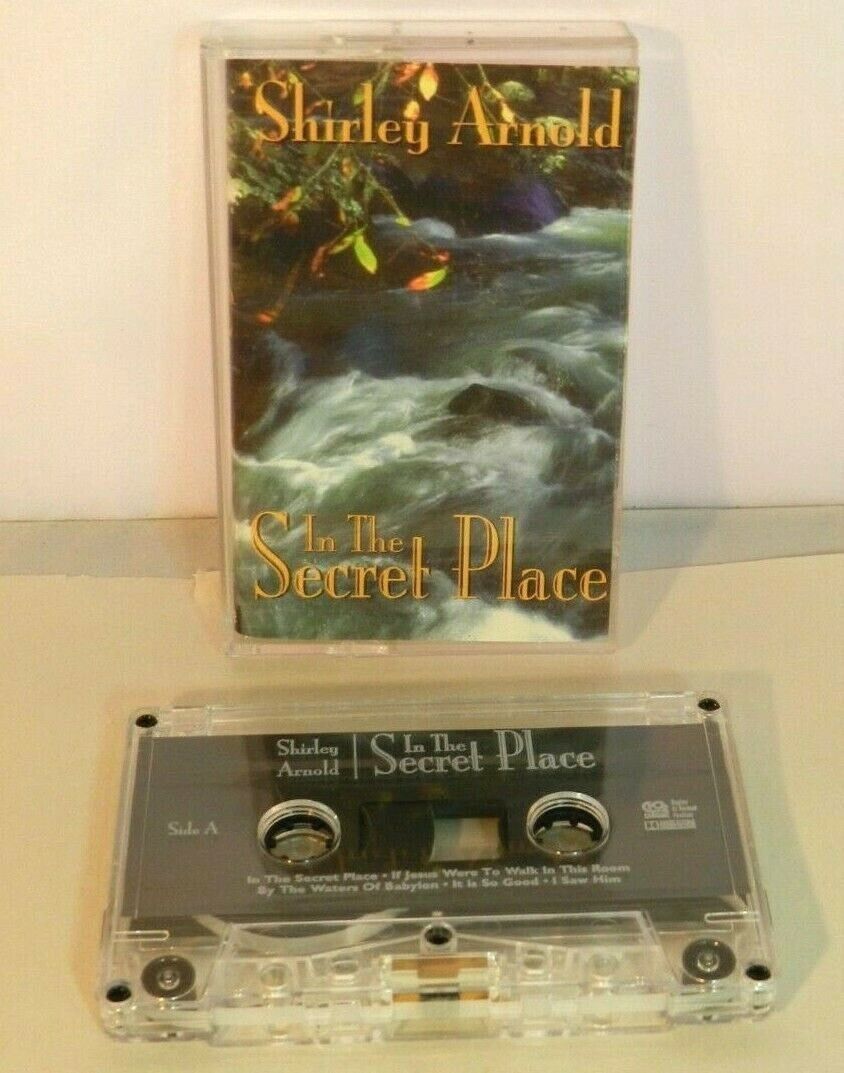 Shirley Arnold
In The
Secret Place
Shirley
Arnold
In The
Secret Place
Side A
In The Secret Place • If Jesus Were To Walk In This Room
By The Waters Of Babylon • It Is So Good • I Saw Him